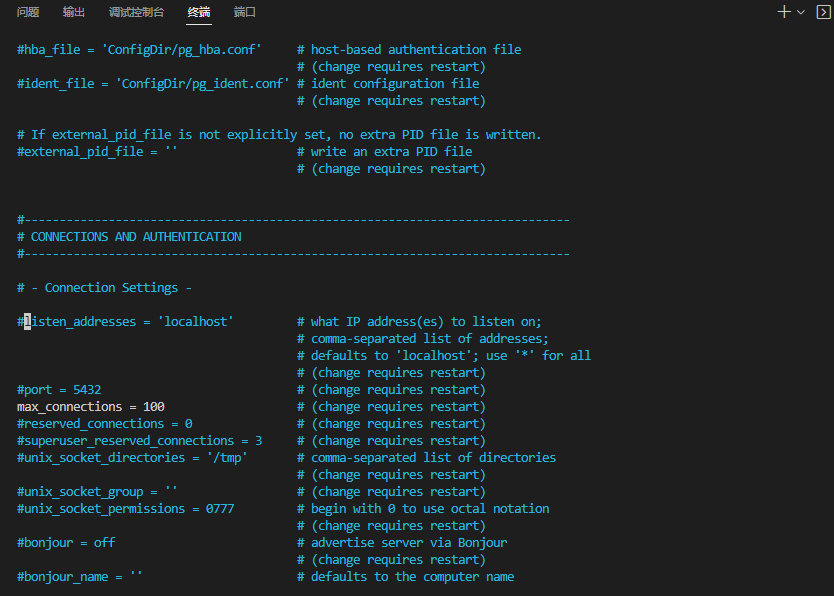 问题 输出 调试控制台 终端 端口
#hba_file = 'ConfigDir/pg_hba.conf'     # host-based authentication file
                                        # (change requires restart)
#ident_file = 'ConfigDir/pg_ident.conf' # ident configuration file
                                        # (change requires restart)

# If external_pid_file is not explicitly set, no extra PID file is written.
#external_pid_file = ''                 # write an extra PID file
                                        # (change requires restart)

#------------------------------------------------------------------------------
# CONNECTIONS AND AUTHENTICATION
#------------------------------------------------------------------------------

# - Connection Settings -

#listen_addresses = 'localhost'         # what IP address(es) to listen on;
                                        # comma-separated list of addresses;
                                        # defaults to 'localhost'; use '*' for all
                                        # (change requires restart)
#port = 5432                            # (change requires restart)
max_connections = 100                   # (change requires restart)
#reserved_connections = 0               # (change requires restart)
#superuser_reserved_connections = 3     # (change requires restart)
#unix_socket_directories = '/tmp'       # comma-separated list of directories
                                        # (change requires restart)
#unix_socket_group = ''                 # (change requires restart)
#unix_socket_permissions = 0777         # begin with 0 to use octal notation
                                        # (change requires restart)
#bonjour = off                          # advertise server via Bonjour
                                        # (change requires restart)
#bonjour_name = ''                      # defaults to the computer name